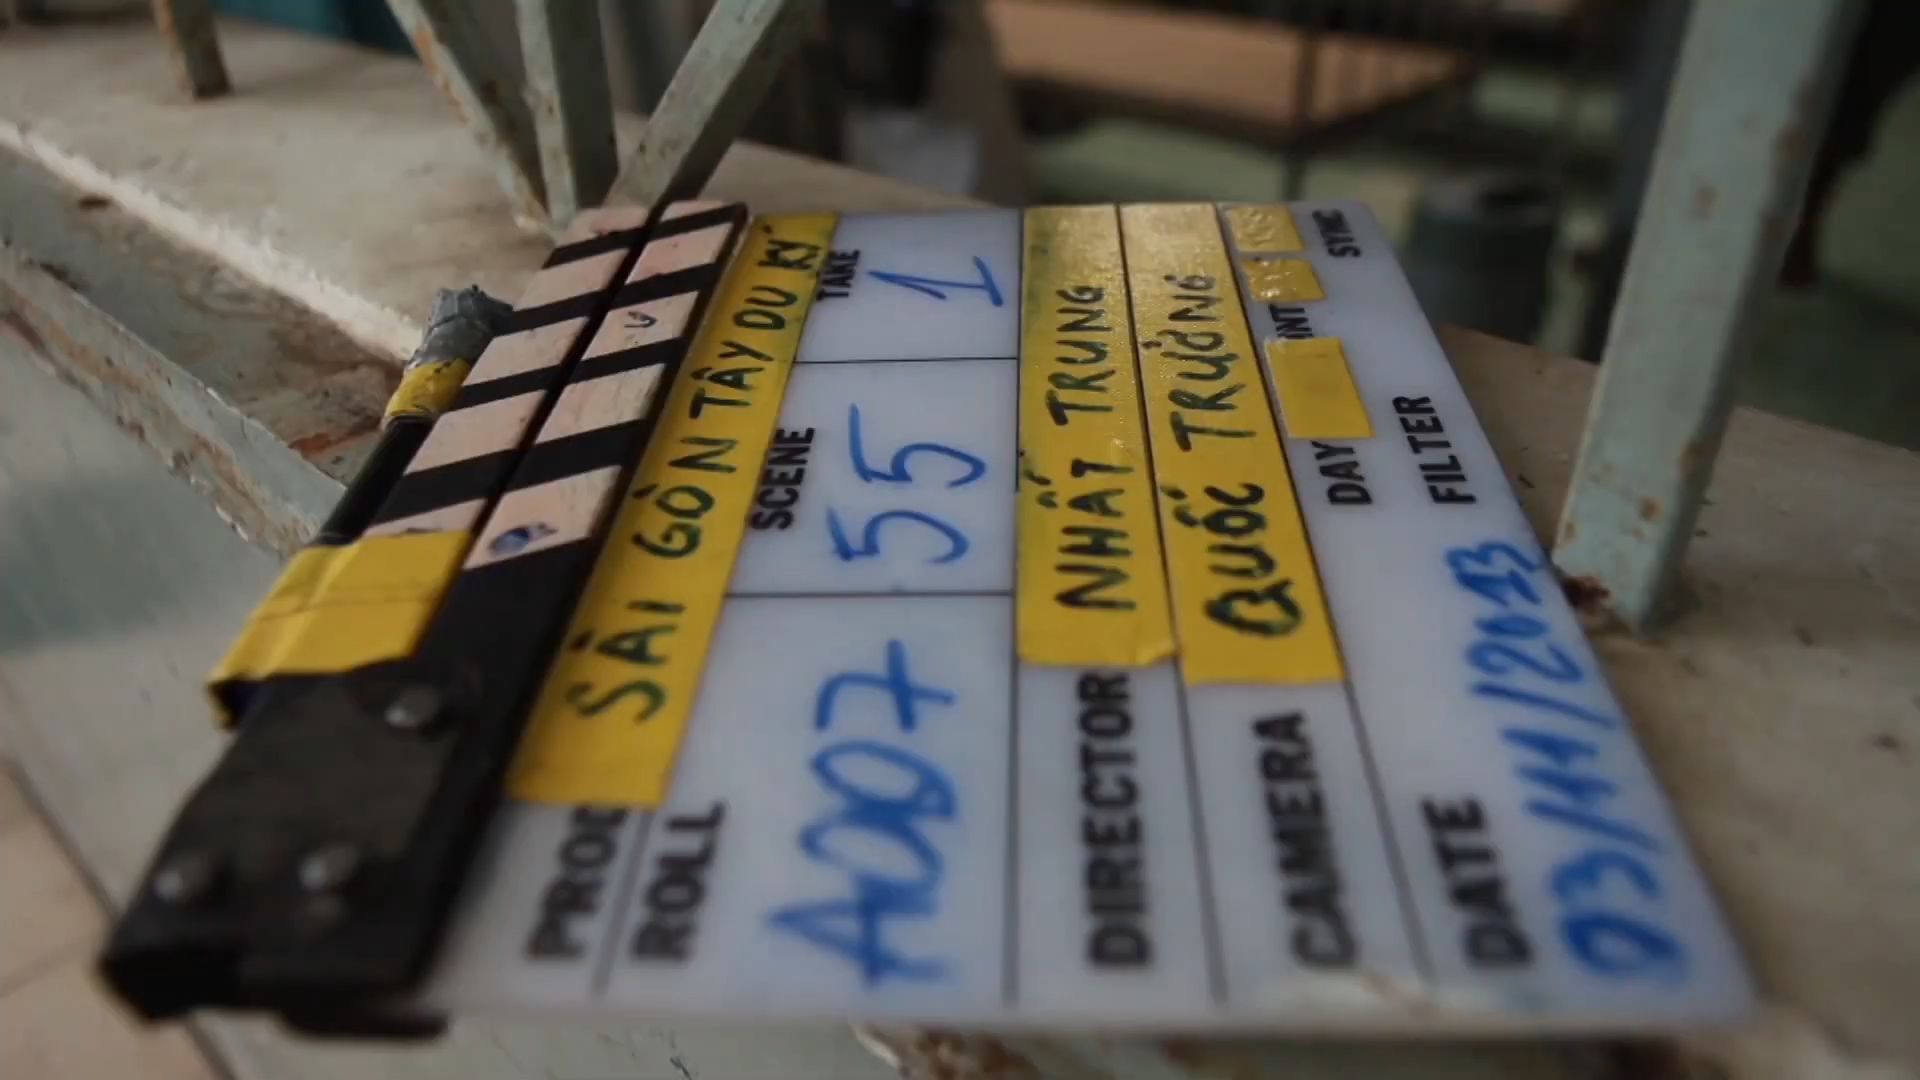 PROD SÀI GÒN TÂY DU KÝ
ROLL SCENE TAKE
A007 55 1
DIRECTOR NHẤT TRUNG
CAMERA QUỐC TRƯỞNG
DAY INT SYNC
DATE FILTER
03/11/2013